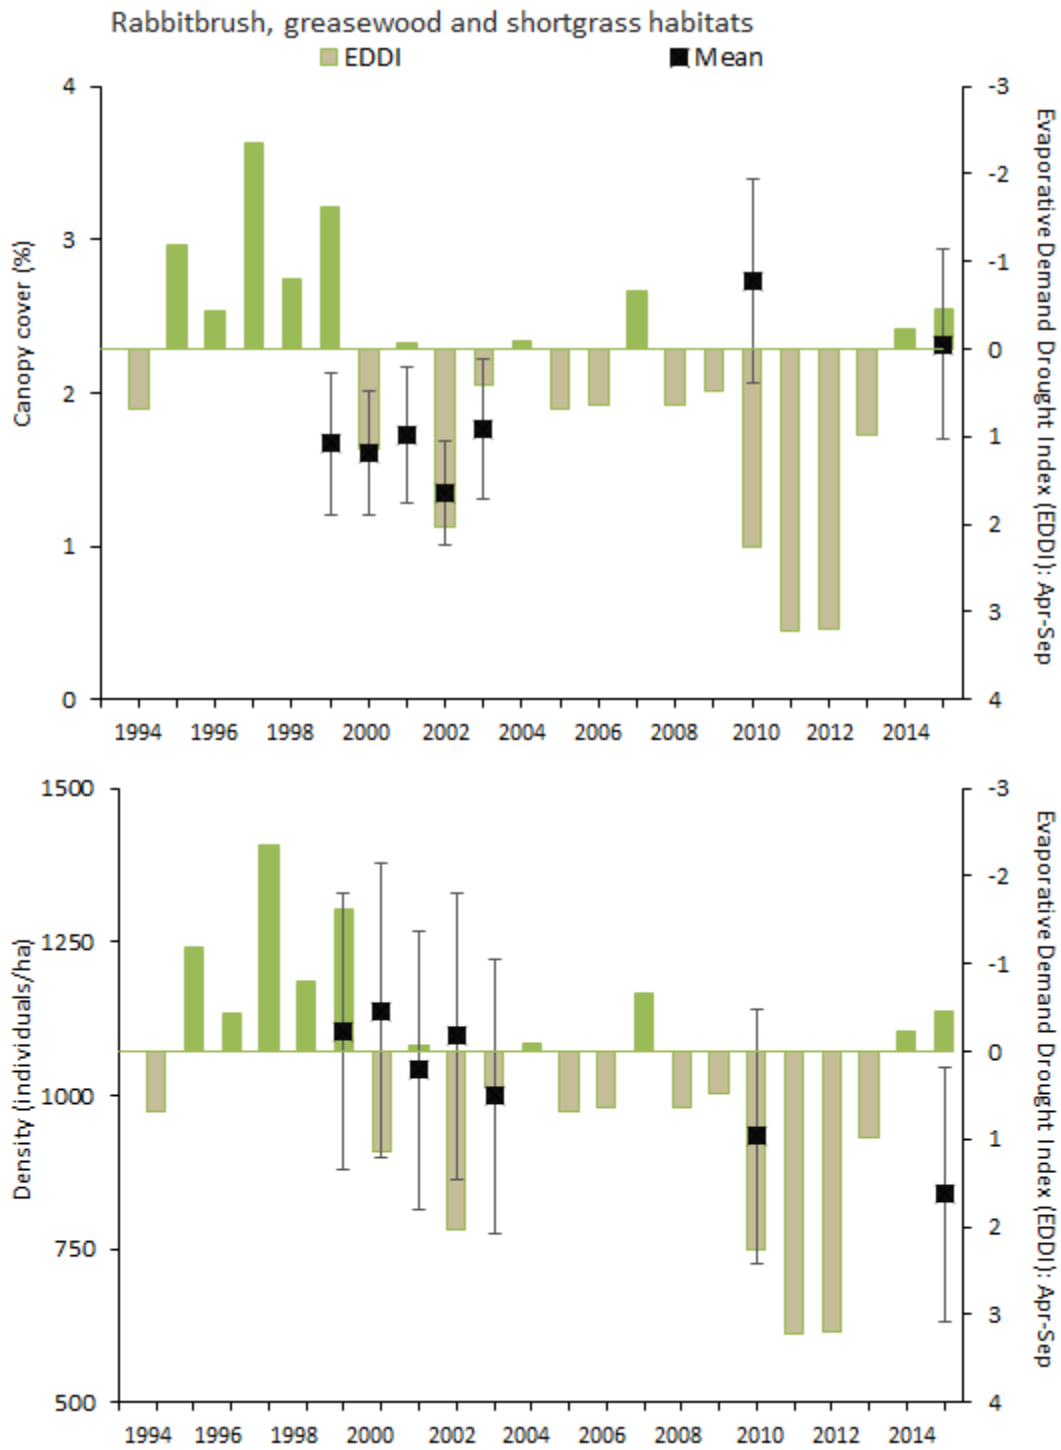 Rabbitbrush, greasewood and shortgrass habitats
EDDI
Mean
Canopy cover (%)
4
3
2
1
0
-3
-2
-1
0
1
2
3
4
Evaporative Demand Drought Index (EDDI): Apr-Sep
1994 1996 1998 2000 2002 2004 2006 2008 2010 2012 2014
Density (individuals/ha)
1500
1250
1000
750
500
-3
-2
-1
0
1
2
3
4
Evaporative Demand Drought Index (EDDI): Apr-Sep
1994 1996 1998 2000 2002 2004 2006 2008 2010 2012 2014